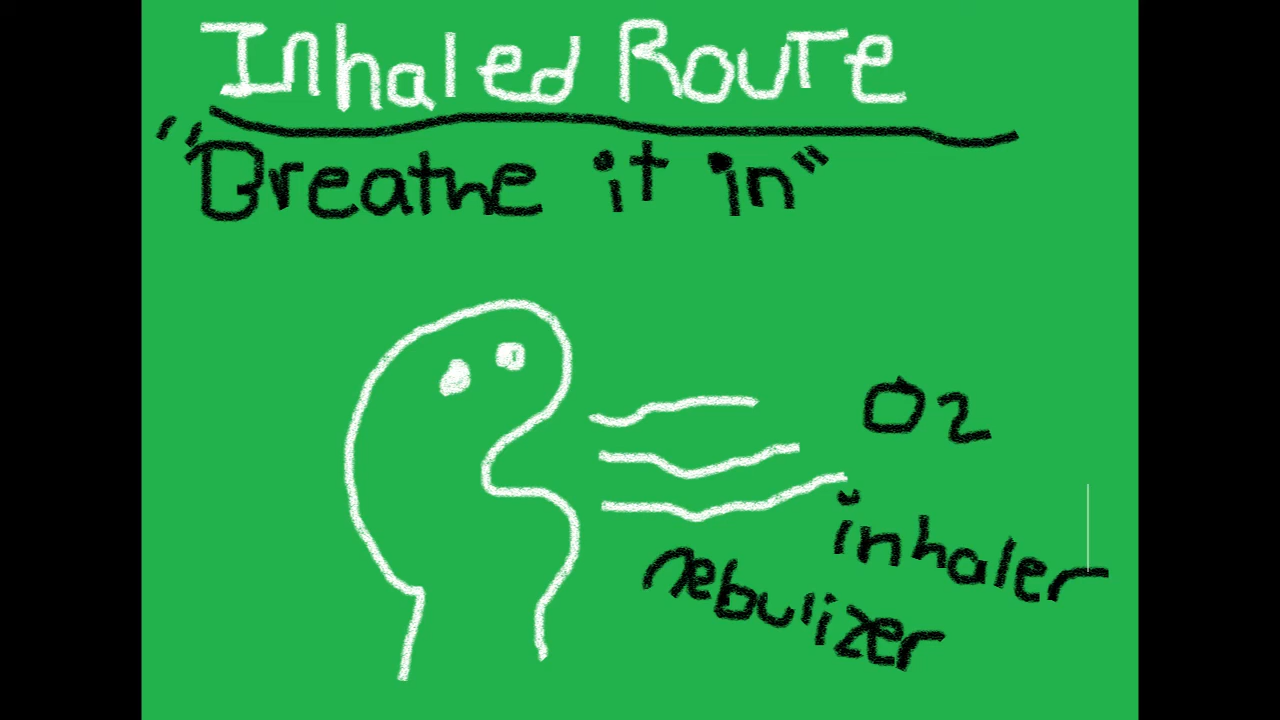 Inhaled Route
"Breathe it in"
O2
inhaler
nebulizer